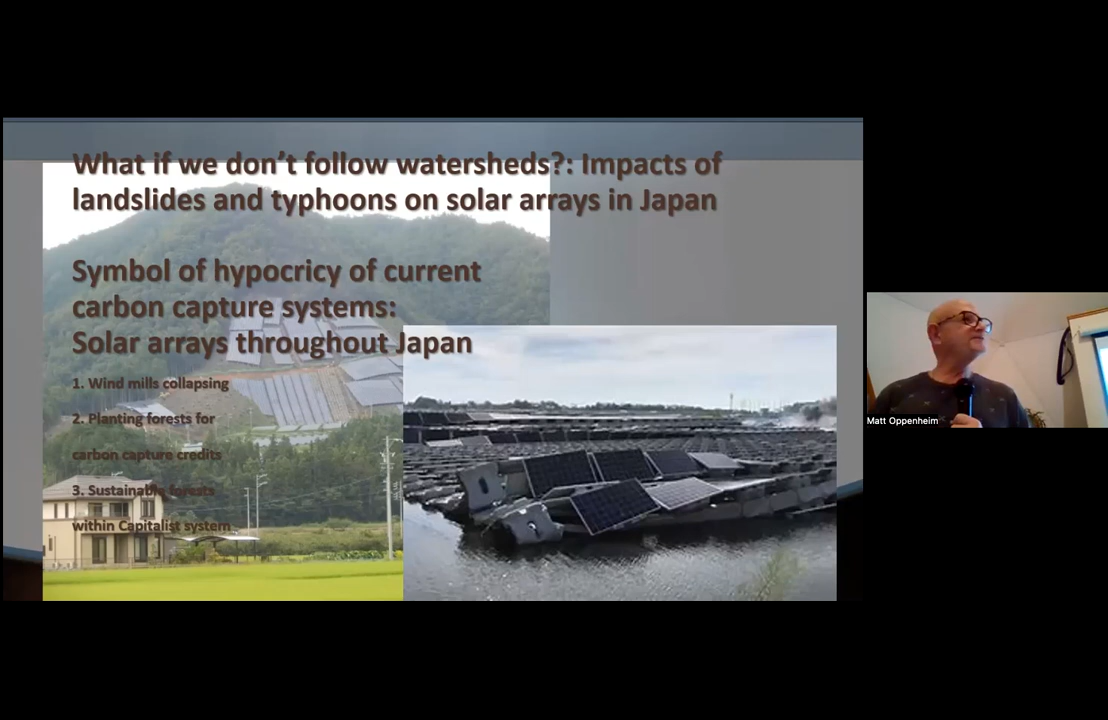 What if we don't follow watersheds?: Impacts of
landslides and typhoons on solar arrays in Japan
Symbol of hypocricy of current
carbon capture systems:
Solar arrays throughout Japan
1. Wind mills collapsing
2. Planting forests for
carbon capture credits
3. Sustainable forests
within Capitalist system
Matt Oppenheim